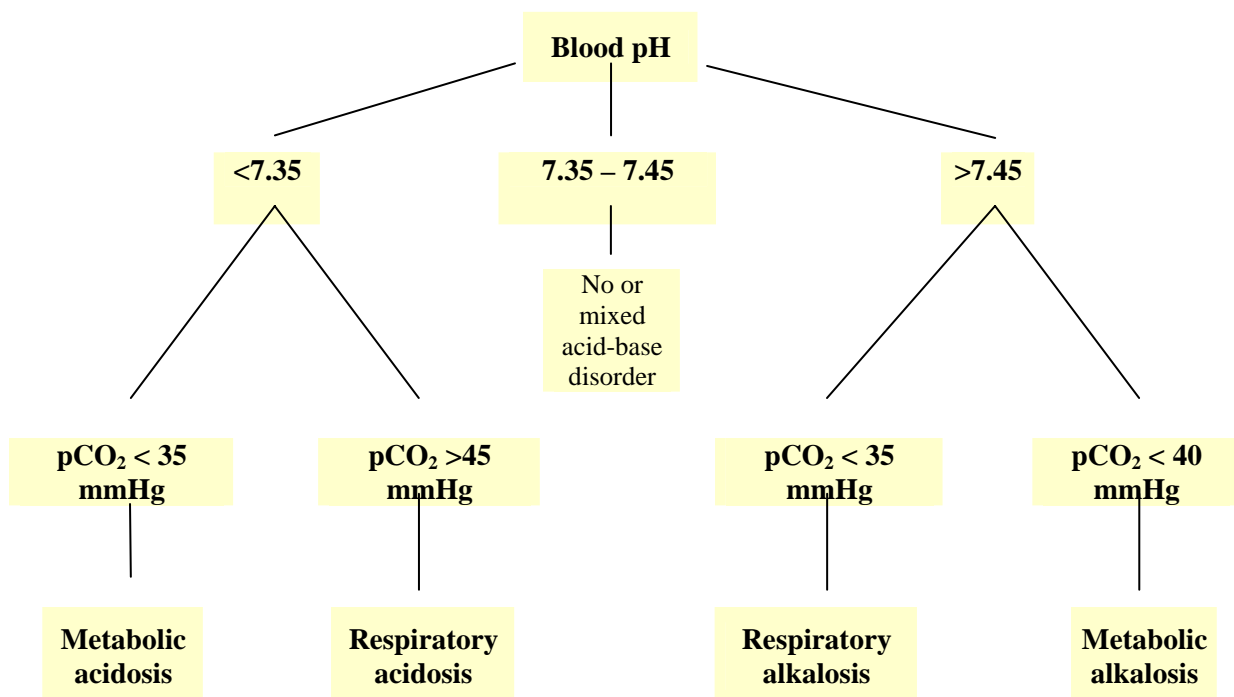 Blood pH
<7.35
7.35 – 7.45
>7.45
No or
mixed
acid-base
disorder
pCO₂ < 35
mmHg
pCO₂ >45
mmHg
pCO₂ < 35
mmHg
pCO₂ < 40
mmHg
Metabolic
acidosis
Respiratory
acidosis
Respiratory
alkalosis
Metabolic
alkalosis